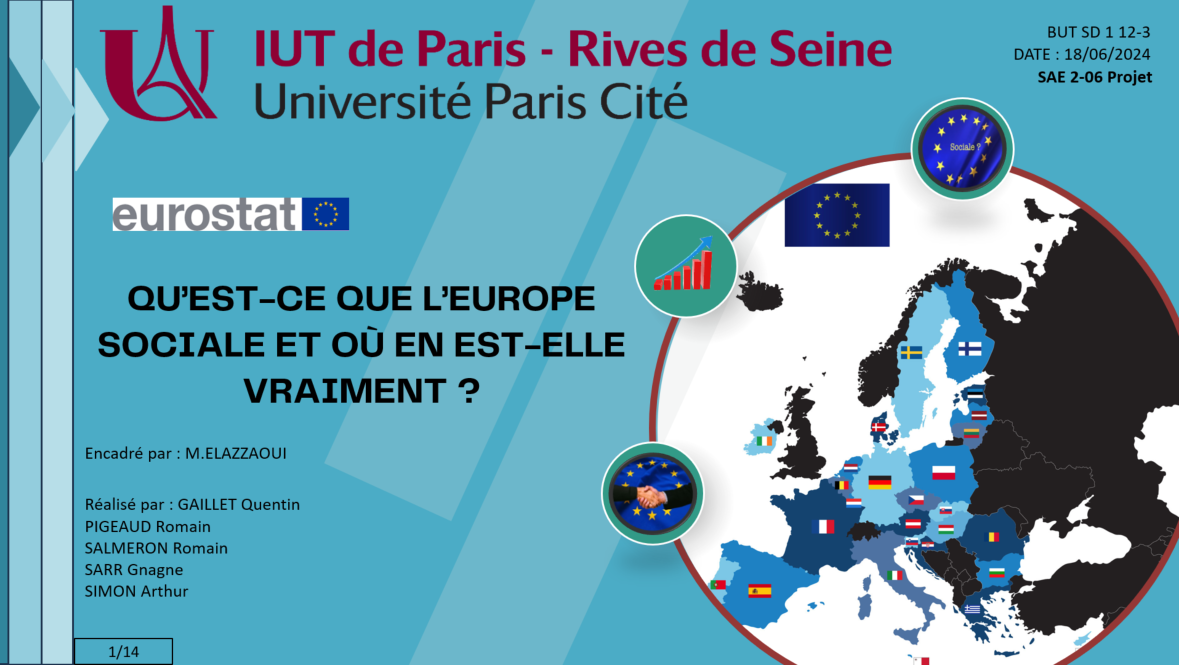 IUT de Paris - Rives de Seine
Université Paris Cité
BUT SD 1 12-3
DATE : 18/06/2024
SAE 2-06 Projet
Sociale ?
eurostat
QU'EST-CE QUE L'EUROPE
SOCIALE ET OÙ EN EST-ELLE
VRAIMENT ?
Encadré par : M.ELAZZAOUI
Réalisé par : GAILLET Quentin
PIGEAUD Romain
SALMERON Romain
SARR Gnagne
SIMON Arthur
1/14